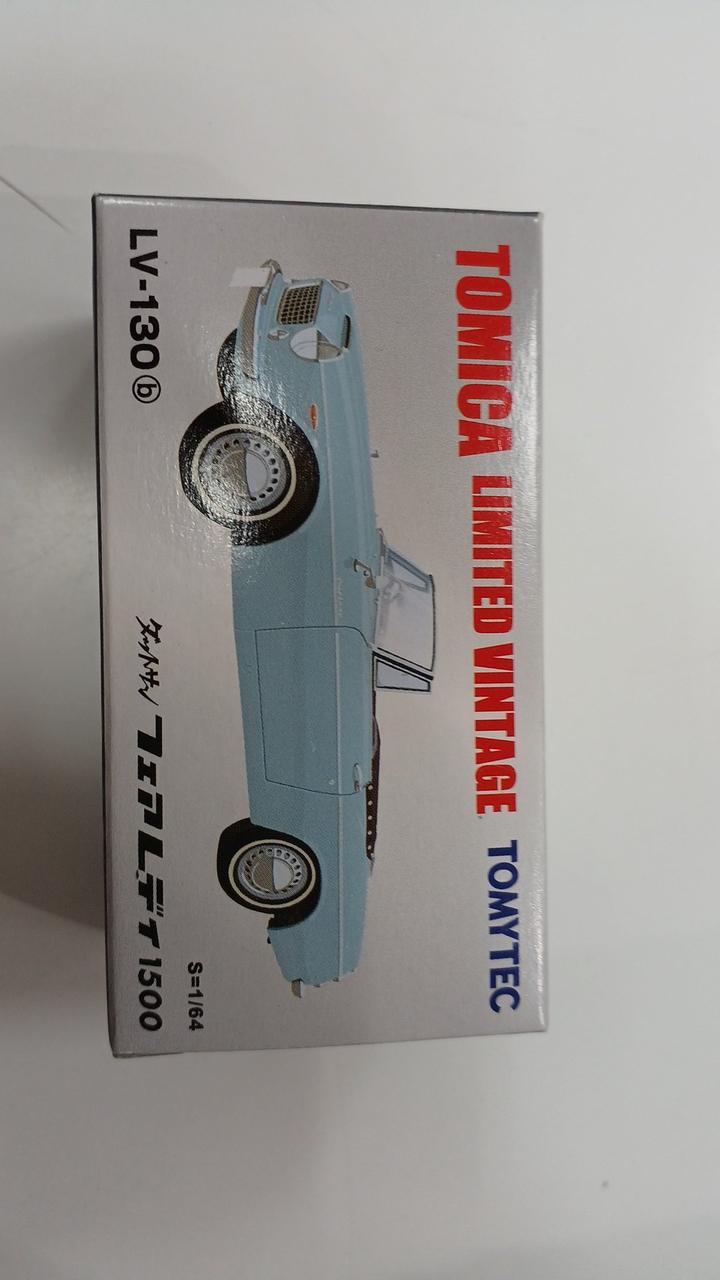 TOMICA LIMITED VINTAGE TOMYTEC
S=1/64
LV-130 ⓑ ダットサン フェアレディ 1500